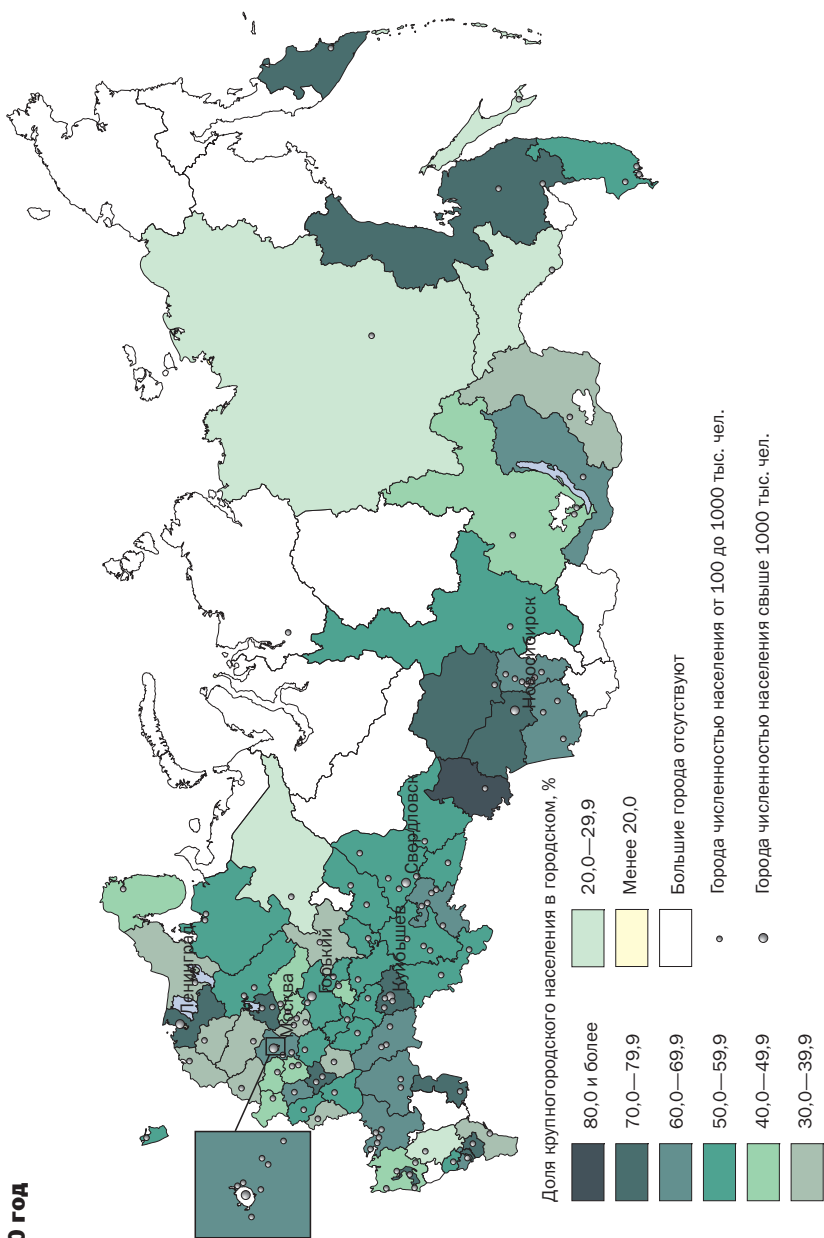 0 год
Ленинград
Москва
Горький
Куйбышев
Свердловск
Новосибирск
Доля крупногородского населения в городском, %
80,0 и более
70,0—79,9
60,0—69,9
50,0—59,9
40,0—49,9
30,0—39,9
20,0—29,9
Менее 20,0
Большие города отсутствуют
Города численностью населения от 100 до 1000 тыс. чел.
Города численностью населения свыше 1000 тыс. чел.